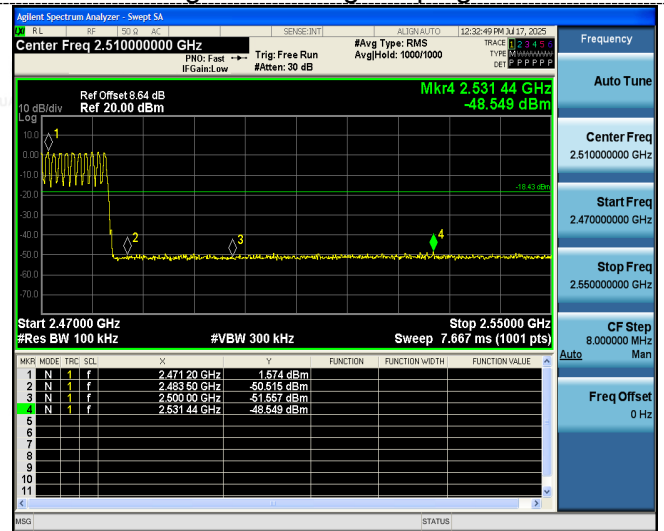 Agilent Spectrum Analyzer - Swept SA
LXI RL RF 50 Ω AC SENSE:INT ALIGN AUTO 12:32:49 PM Jul 17, 2025
Center Freq 2.510000000 GHz
PNO: Fast
IFGain:Low
Trig: Free Run
#Atten: 30 dB
#Avg Type: RMS
Avg|Hold: 1000/1000
TRACE 1 2 3 4 5 6
TYPE M
DET P P P P P P
Ref Offset 8.64 dB
Ref 20.00 dBm
10 dB/div
Log
Mkr4 2.531 44 GHz
-48.549 dBm
10.0
0.00
-10.0
-20.0
-30.0
-40.0
-50.0
-60.0
-70.0
1
2
3
4
-18.43 dBm
Start 2.47000 GHz Stop 2.55000 GHz
#Res BW 100 kHz #VBW 300 kHz Sweep 7.667 ms (1001 pts)
MKR MODE TRC SCL X Y FUNCTION FUNCTION WIDTH FUNCTION VALUE
1 N 1 f 2.471 20 GHz 1.574 dBm
2 N 1 f 2.483 50 GHz -50.515 dBm
3 N 1 f 2.500 00 GHz -51.557 dBm
4 N 1 f 2.531 44 GHz -48.549 dBm
5
6
7
8
9
10
11
MSG STATUS
Frequency
Auto Tune
Center Freq
2.510000000 GHz
Start Freq
2.470000000 GHz
Stop Freq
2.550000000 GHz
CF Step
8.000000 MHz
Auto Man
Freq Offset
0 Hz